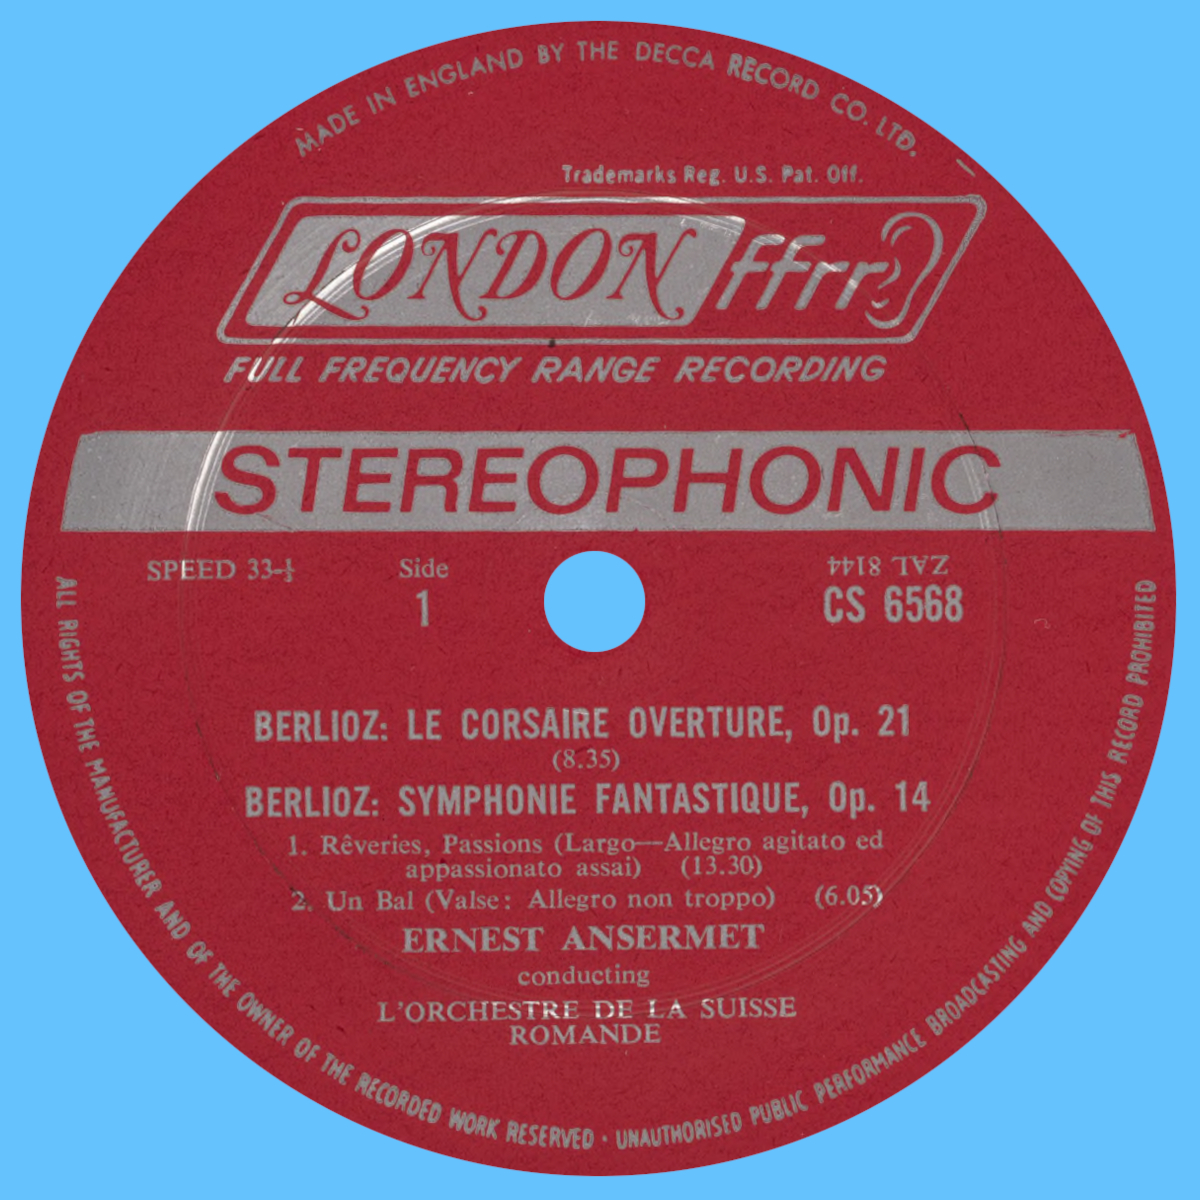 MADE IN ENGLAND BY THE DECCA RECORD CO. LTD.
Trademarks Reg. U.S. Pat. Off.
LONDON ffrr
FULL FREQUENCY RANGE RECORDING
STEREOPHONIC
SPEED 33-⅓
Side
1
ZAL 8144
CS 6568
BERLIOZ: LE CORSAIRE OVERTURE, Op. 21
(8.35)
BERLIOZ: SYMPHONIE FANTASTIQUE, Op. 14
1. Rêveries, Passions (Largo—Allegro agitato ed
appassionato assai) (13.30)
2. Un Bal (Valse: Allegro non troppo) (6.05)
ERNEST ANSERMET
conducting
L'ORCHESTRE DE LA SUISSE
ROMANDE
ALL RIGHTS OF THE MANUFACTURER AND OF THE OWNER OF THE RECORDED WORK RESERVED · UNAUTHORISED PUBLIC PERFORMANCE BROADCASTING AND COPYING OF THIS RECORD PROHIBITED